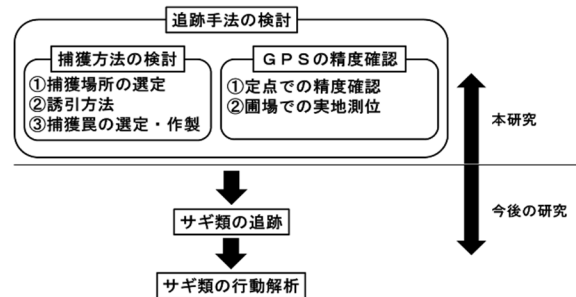 追跡手法の検討
捕獲方法の検討
①捕獲場所の選定
②誘引方法
③捕獲罠の選定・作製
ＧＰＳの精度確認
①定点での精度確認
②圃場での実地測位
本研究
サギ類の追跡
今後の研究
サギ類の行動解析